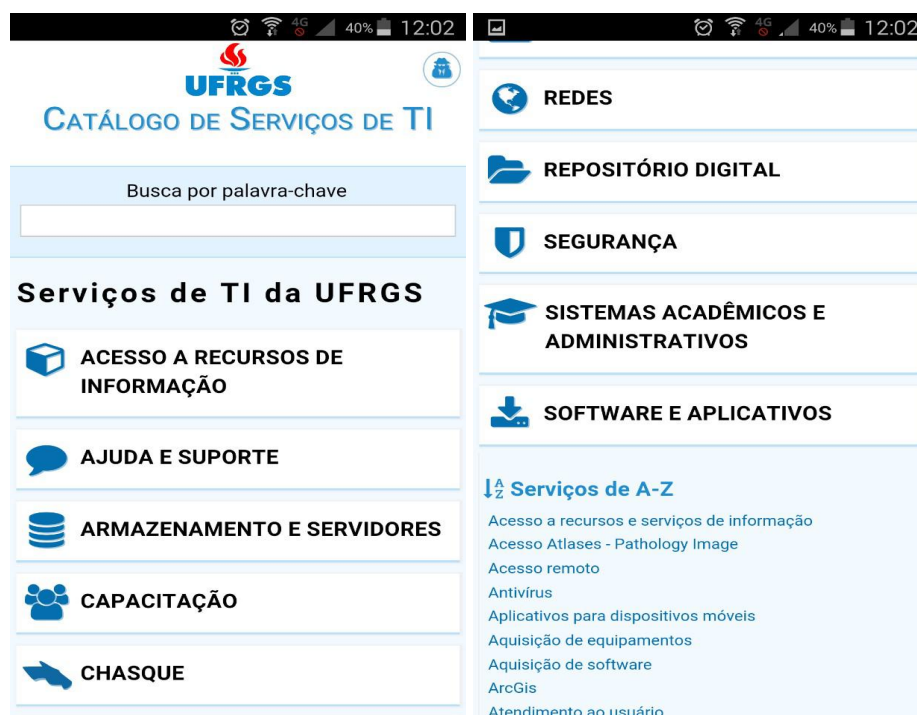 4G 40% 12:02
UFRGS
CATÁLOGO DE SERVIÇOS DE TI
Busca por palavra-chave
Serviços de TI da UFRGS
ACESSO A RECURSOS DE
INFORMAÇÃO
AJUDA E SUPORTE
ARMAZENAMENTO E SERVIDORES
CAPACITAÇÃO
CHASQUE
4G 40% 12:02
REDES
REPOSITÓRIO DIGITAL
SEGURANÇA
SISTEMAS ACADÊMICOS E
ADMINISTRATIVOS
SOFTWARE E APLICATIVOS
A
Z Serviços de A-Z
Acesso a recursos e serviços de informação
Acesso Atlases - Pathology Image
Acesso remoto
Antivírus
Aplicativos para dispositivos móveis
Aquisição de equipamentos
Aquisição de software
ArcGis
Atendimento ao usuário